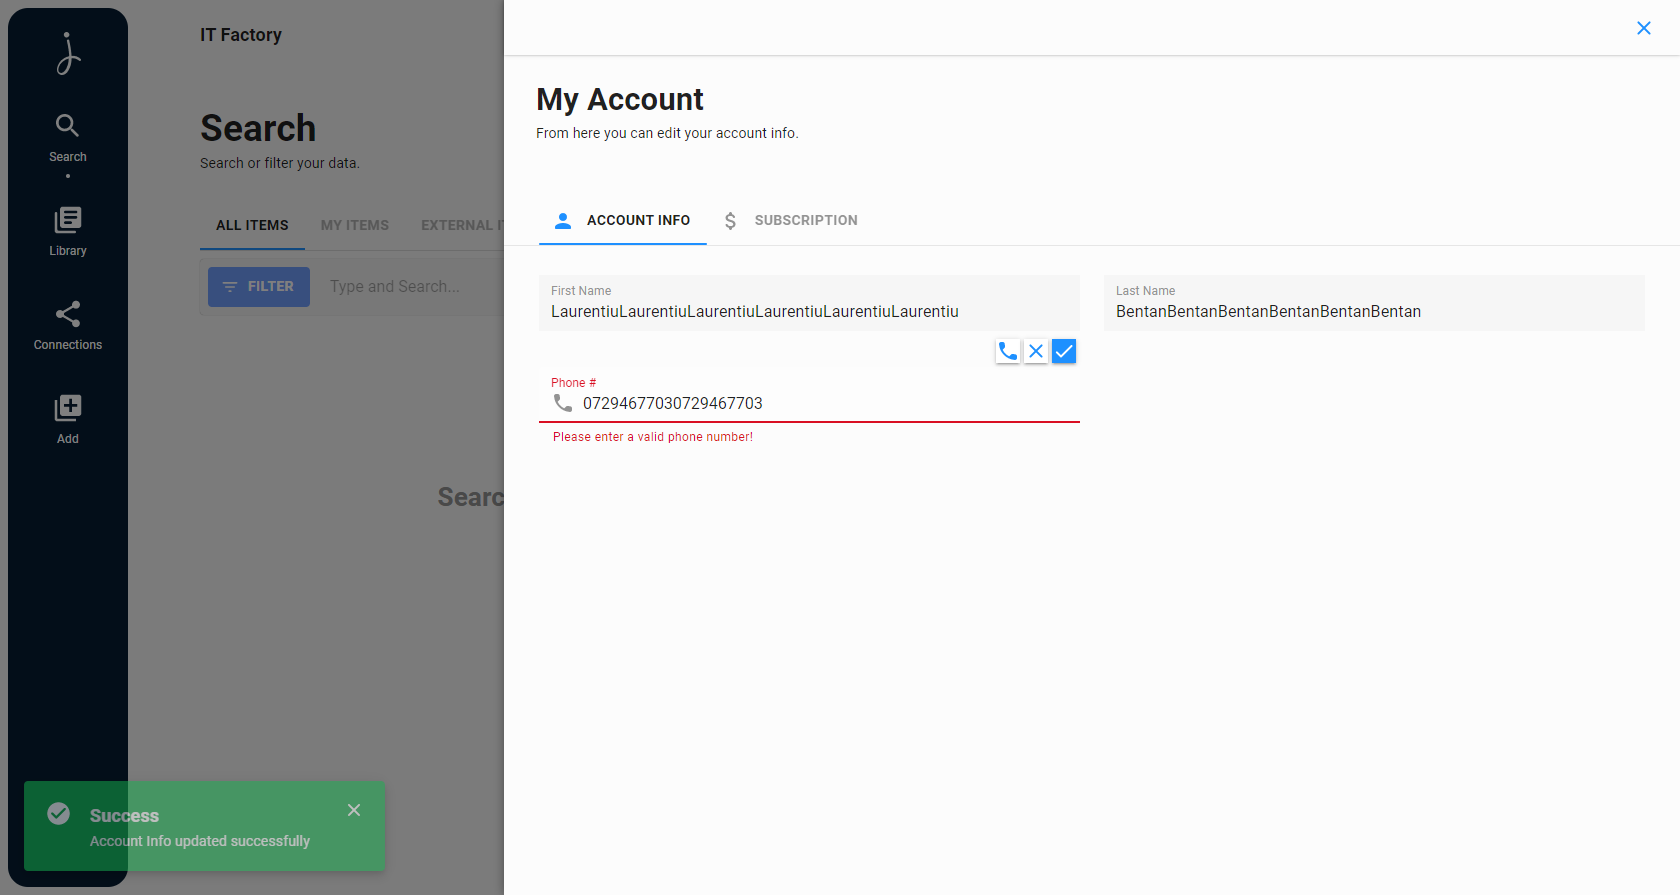 IT Factory
Search
Search or filter your data.
ALL ITEMS
MY ITEMS
EXTERNAL IT
FILTER
Type and Search...
Searc
Search
Library
Connections
Add
Success
Account Info updated successfully
My Account
From here you can edit your account info.
ACCOUNT INFO
SUBSCRIPTION
First Name
LaurentiuLaurentiuLaurentiuLaurentiuLaurentiuLaurentiu
Last Name
BentanBentanBentanBentanBentanBentan
Phone #
07294677030729467703
Please enter a valid phone number!